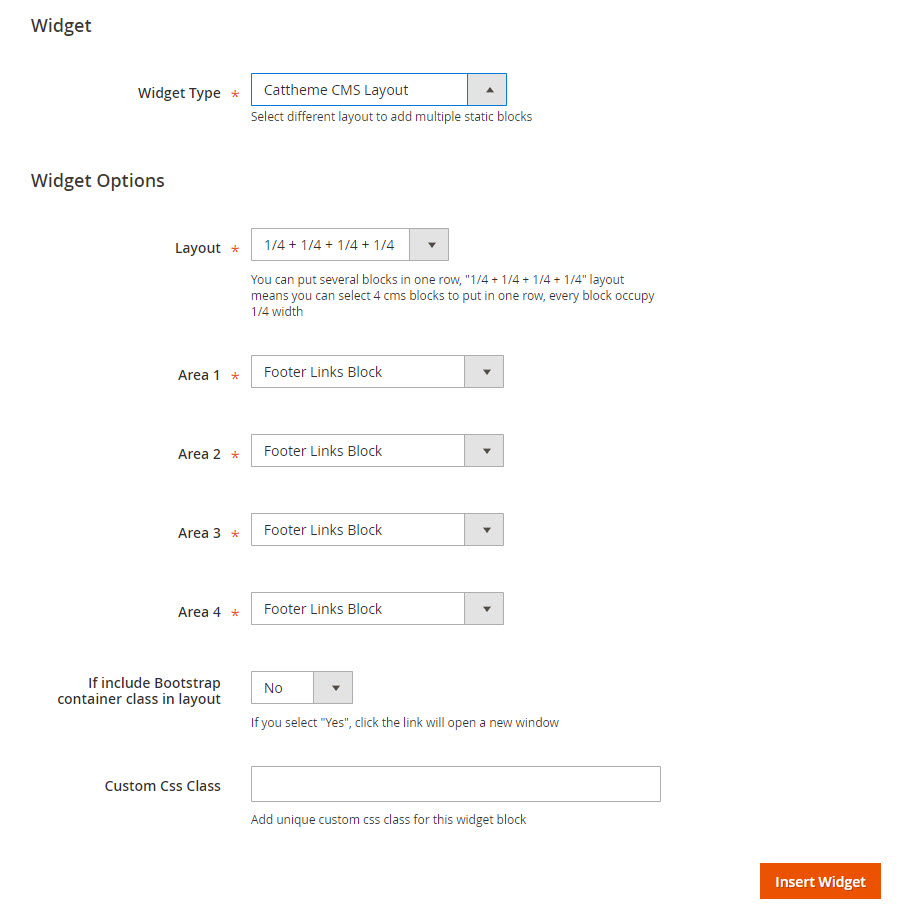 Widget
Widget Type *
Cattheme CMS Layout
Select different layout to add multiple static blocks
Widget Options
Layout *
1/4 + 1/4 + 1/4 + 1/4
You can put several blocks in one row, "1/4 + 1/4 + 1/4 + 1/4" layout
means you can select 4 cms blocks to put in one row, every block occupy
1/4 width
Area 1 *
Footer Links Block
Area 2 *
Footer Links Block
Area 3 *
Footer Links Block
Area 4 *
Footer Links Block
If include Bootstrap
container class in layout
No
If you select "Yes", click the link will open a new window
Custom Css Class
Add unique custom css class for this widget block
Insert Widget